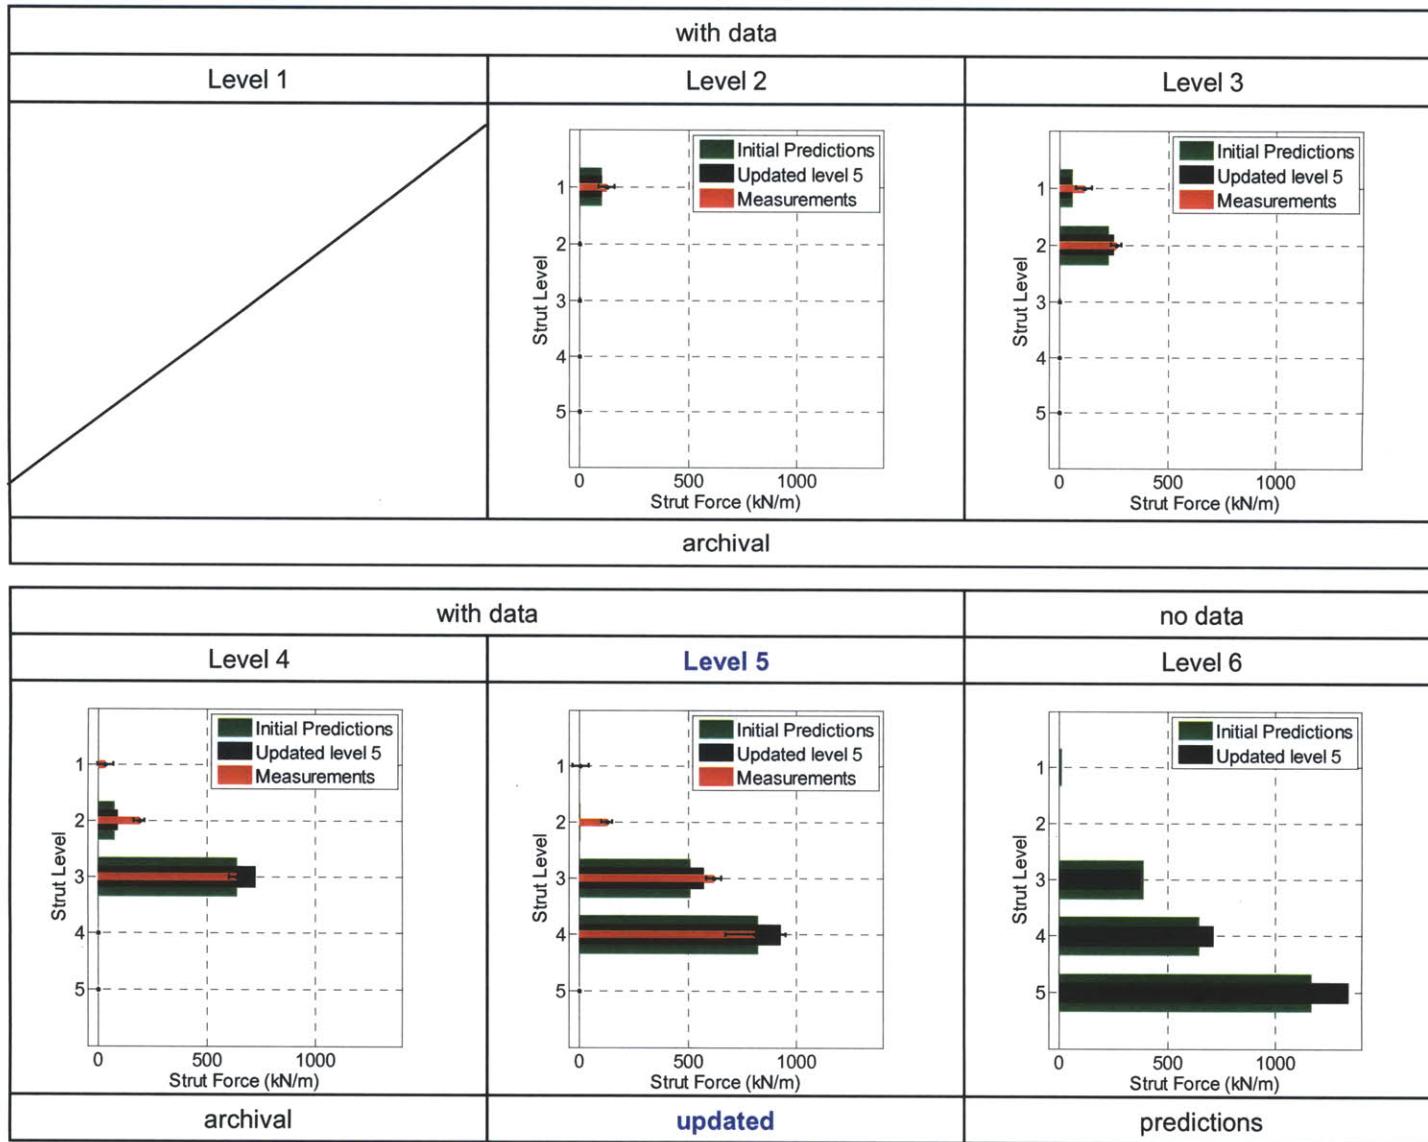 with data
Level 1
Level 2
Level 3
Initial Predictions
Updated level 5
Measurements
1
2
3
4
5
Strut Level
0 500 1000
Strut Force (kN/m)
Initial Predictions
Updated level 5
Measurements
1
2
3
4
5
Strut Level
0 500 1000
Strut Force (kN/m)
archival
with data
no data
Level 4
Level 5
Level 6
Initial Predictions
Updated level 5
Measurements
1
2
3
4
5
Strut Level
0 500 1000
Strut Force (kN/m)
Initial Predictions
Updated level 5
Measurements
1
2
3
4
5
Strut Level
0 500 1000
Strut Force (kN/m)
Initial Predictions
Updated level 5
1
2
3
4
5
Strut Level
0 500 1000
Strut Force (kN/m)
archival
updated
predictions